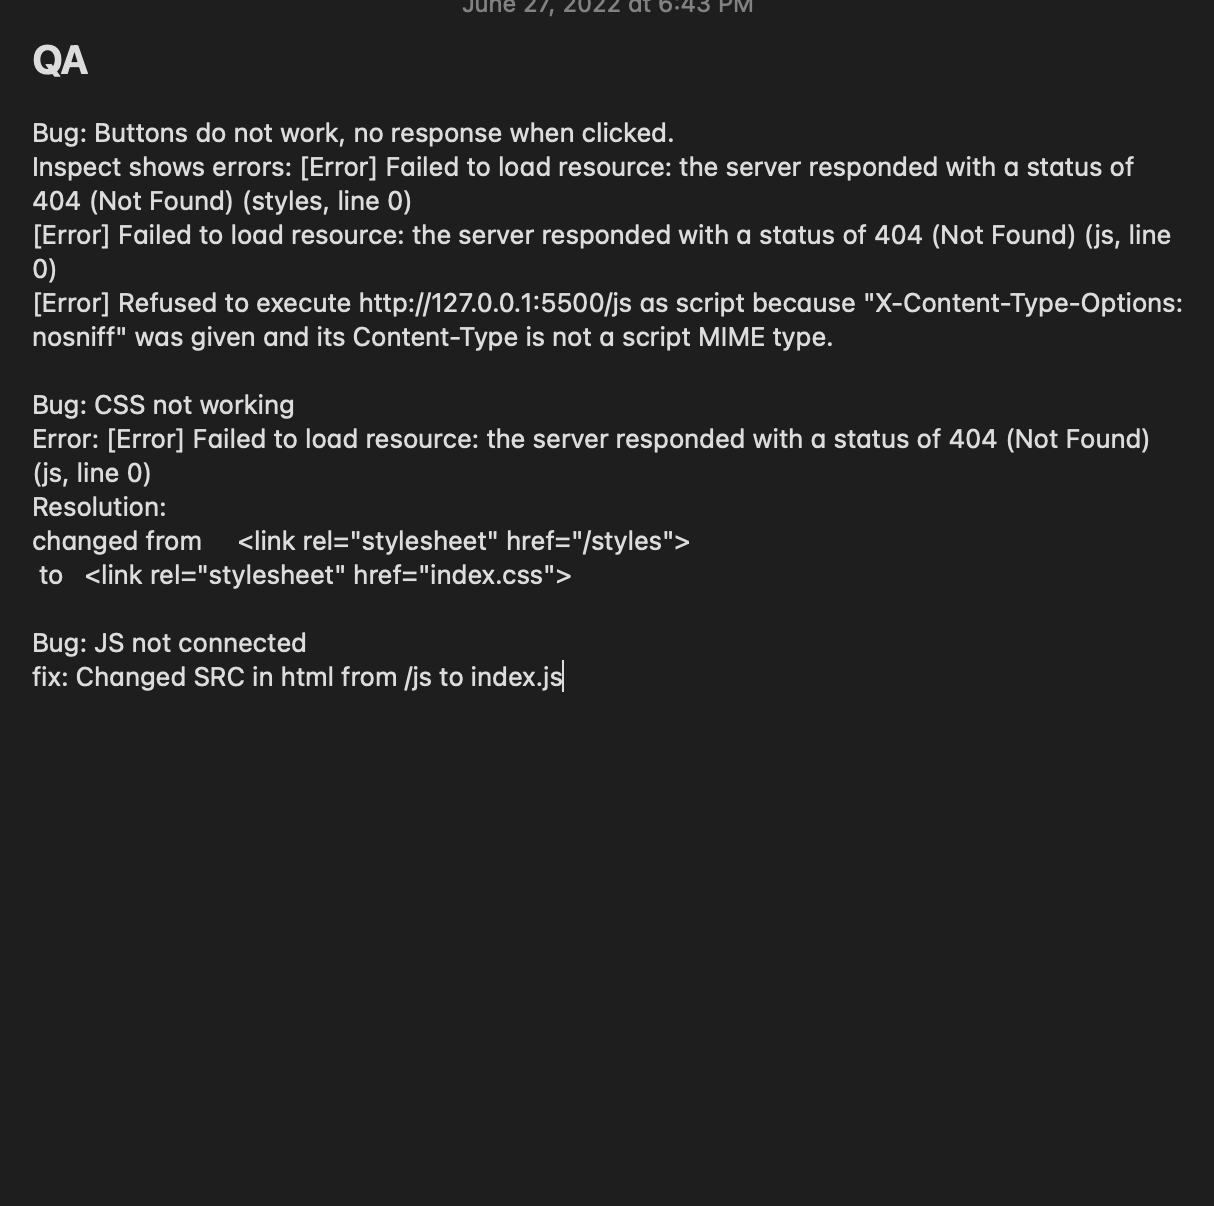 June 27, 2022 at 6:43 PM
QA
Bug: Buttons do not work, no response when clicked.
Inspect shows errors: [Error] Failed to load resource: the server responded with a status of
404 (Not Found) (styles, line 0)
[Error] Failed to load resource: the server responded with a status of 404 (Not Found) (js, line
0)
[Error] Refused to execute http://127.0.0.1:5500/js as script because "X-Content-Type-Options:
nosniff" was given and its Content-Type is not a script MIME type.
Bug: CSS not working
Error: [Error] Failed to load resource: the server responded with a status of 404 (Not Found)
(js, line 0)
Resolution:
changed from     <link rel="stylesheet" href="/styles">
 to   <link rel="stylesheet" href="index.css">
Bug: JS not connected
fix: Changed SRC in html from /js to index.js